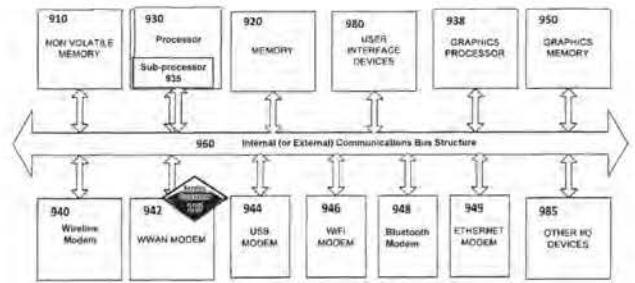 910
NON VOLATILE
MEMORY
930
Processor
Sub-processor
935
920
MEMORY
980
USER
INTERFACE
DEVICES
938
GRAPHICS
PROCESSOR
950
GRAPHICS
MEMORY
960 Internal (or External) Communications Bus Structure
940
Wireline
Modem
942
WWAN MODEM
944
USB
MODEM
946
WiFi
MODEM
948
Bluetooth
Modem
949
ETHERNET
MODEM
985
OTHER I/O
DEVICES